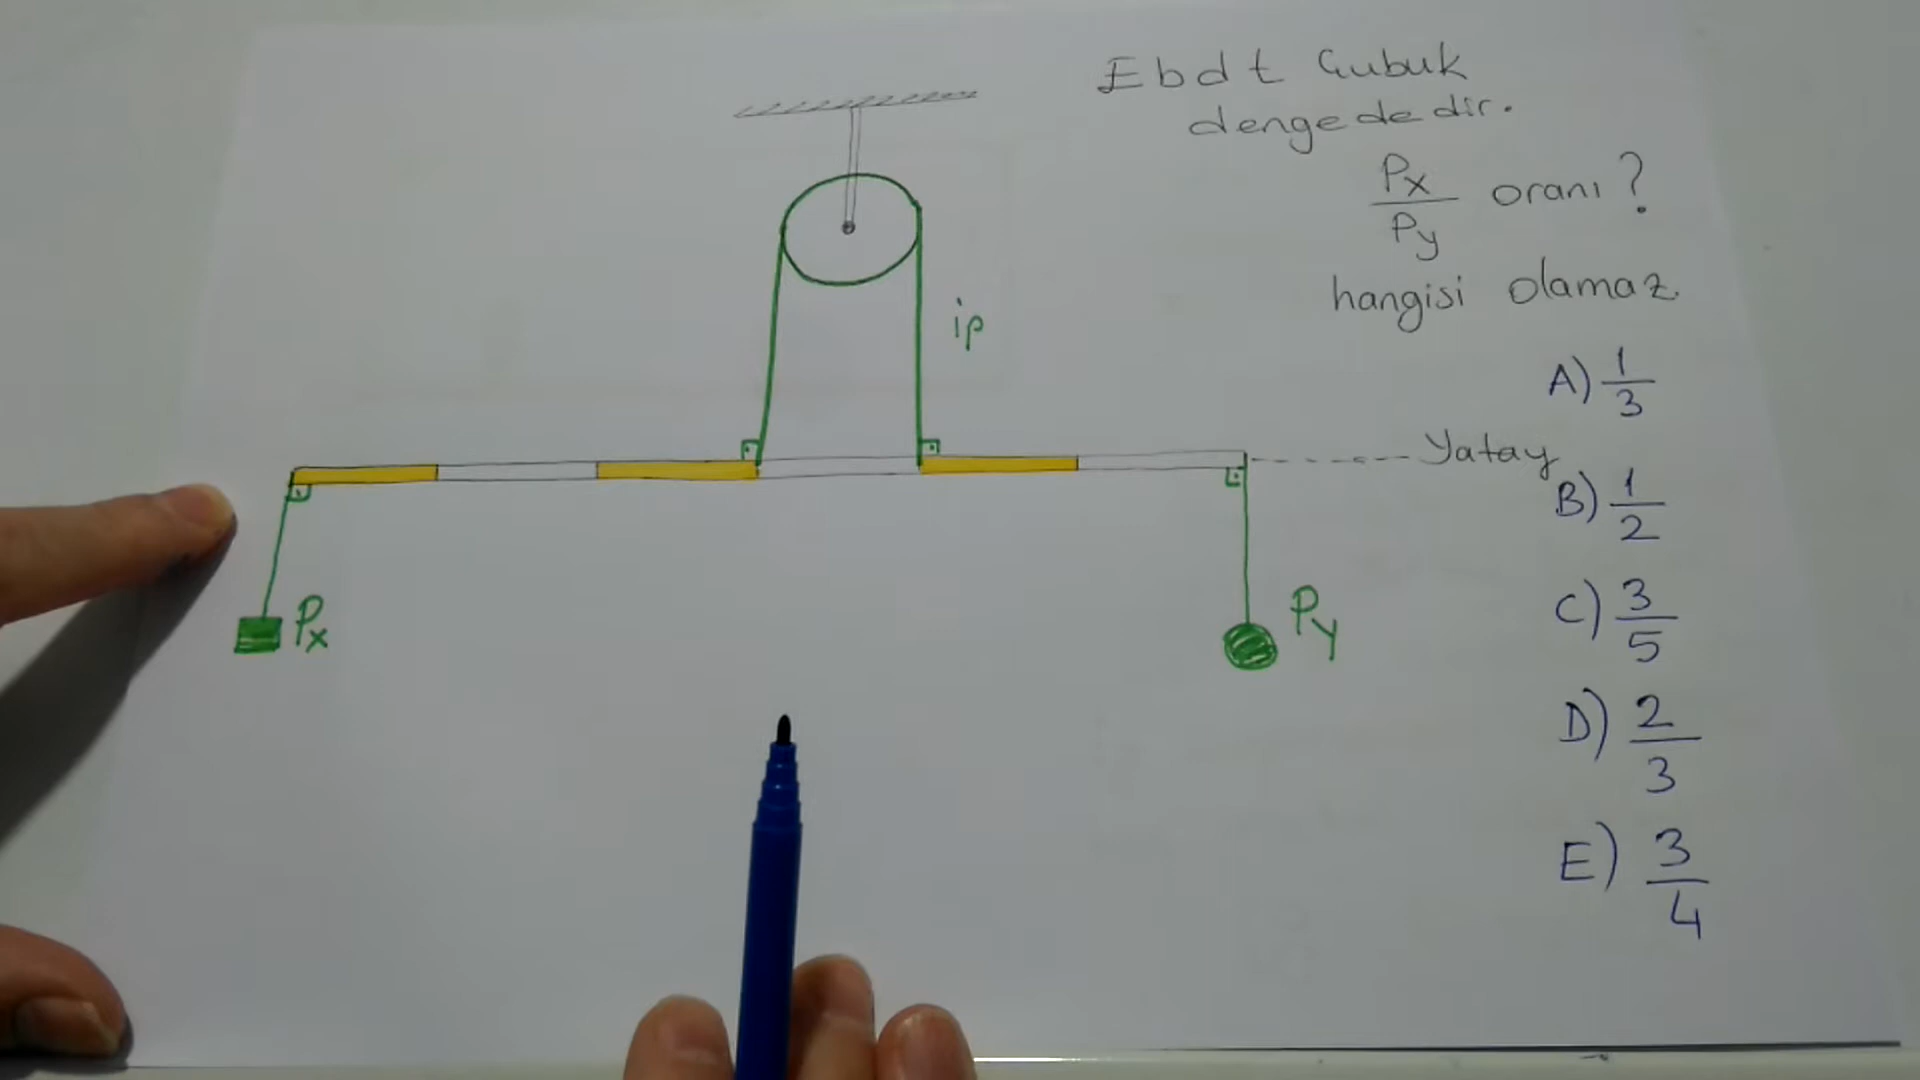 Ebdt Çubuk
dengededir.
Px
Py
oranı ?
hangisi olamaz.
ip
A) 1
3
Yatay
B) 1
2
C) 3
5
D) 2
3
E) 3
4
Px
Py